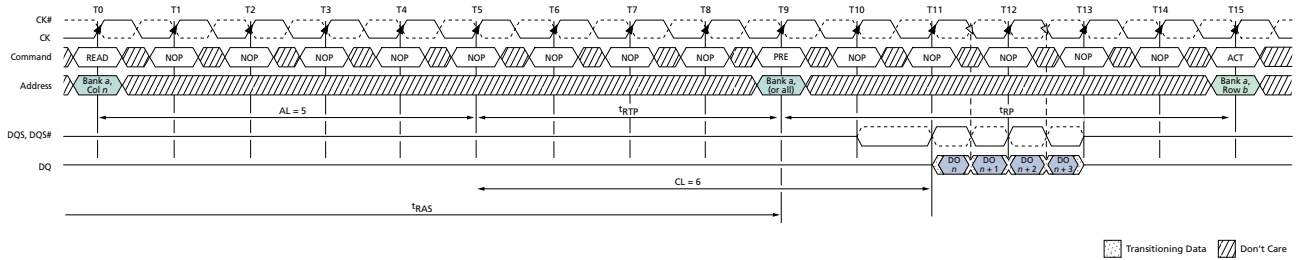 T0 T1 T2 T3 T4 T5 T6 T7 T8 T9 T10 T11 T12 T13 T14 T15
CK#
CK
Command READ NOP NOP NOP NOP NOP NOP NOP NOP PRE NOP NOP NOP NOP NOP ACT
Address Bank a, Col n Bank a, (or all) Bank a, Row b
AL = 5 tRTP tRP
DQS, DQS#
DQ DO n DO n + 1 DO n + 2 DO n + 3
CL = 6
tRAS
Transitioning Data Don't Care